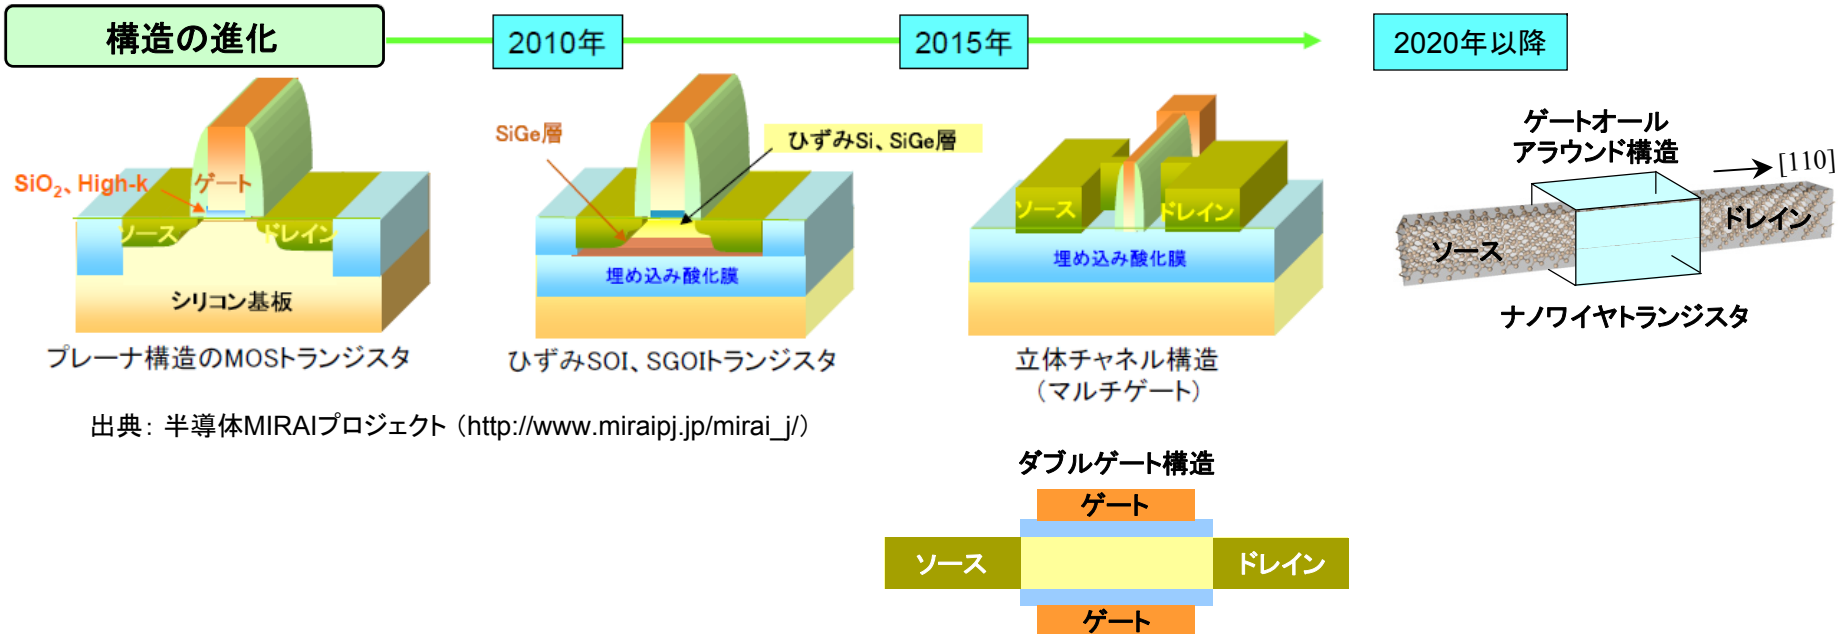 構造の進化
2010年
2015年
2020年以降
SiO2、High-k
ゲート
ソース
ドレイン
シリコン基板
プレーナ構造のMOSトランジスタ
SiGe層
ひずみSi、SiGe層
埋め込み酸化膜
ひずみSOI、SGOIトランジスタ
ソース
ドレイン
埋め込み酸化膜
立体チャネル構造
（マルチゲート）
ゲートオール
アラウンド構造
[110]
ソース
ドレイン
ナノワイヤトランジスタ
出典： 半導体MIRAIプロジェクト（http://www.miraipj.jp/mirai_j/）
ダブルゲート構造
ゲート
ソース
ドレイン
ゲート